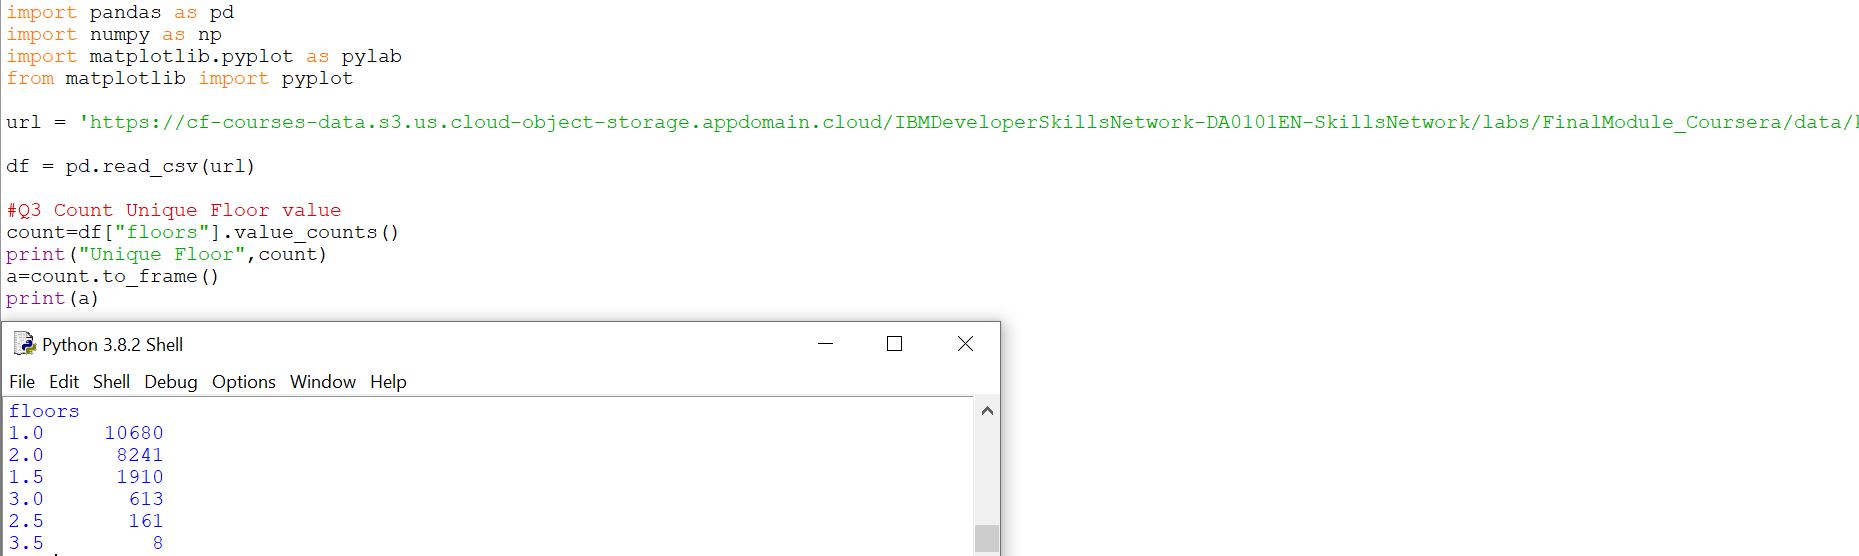 import pandas as pd
import numpy as np
import matplotlib.pyplot as pylab
from matplotlib import pyplot
url = 'https://cf-courses-data.s3.us.cloud-object-storage.appdomain.cloud/IBMDeveloperSkillsNetwork-DA0101EN-SkillsNetwork/labs/FinalModule_Coursera/data/
df = pd.read_csv(url)
#Q3 Count Unique Floor value
count=df["floors"].value_counts()
print("Unique Floor",count)
a=count.to_frame()
print(a)
Python 3.8.2 Shell
File Edit Shell Debug Options Window Help
floors
1.0 10680
2.0 8241
1.5 1910
3.0 613
2.5 161
3.5 8